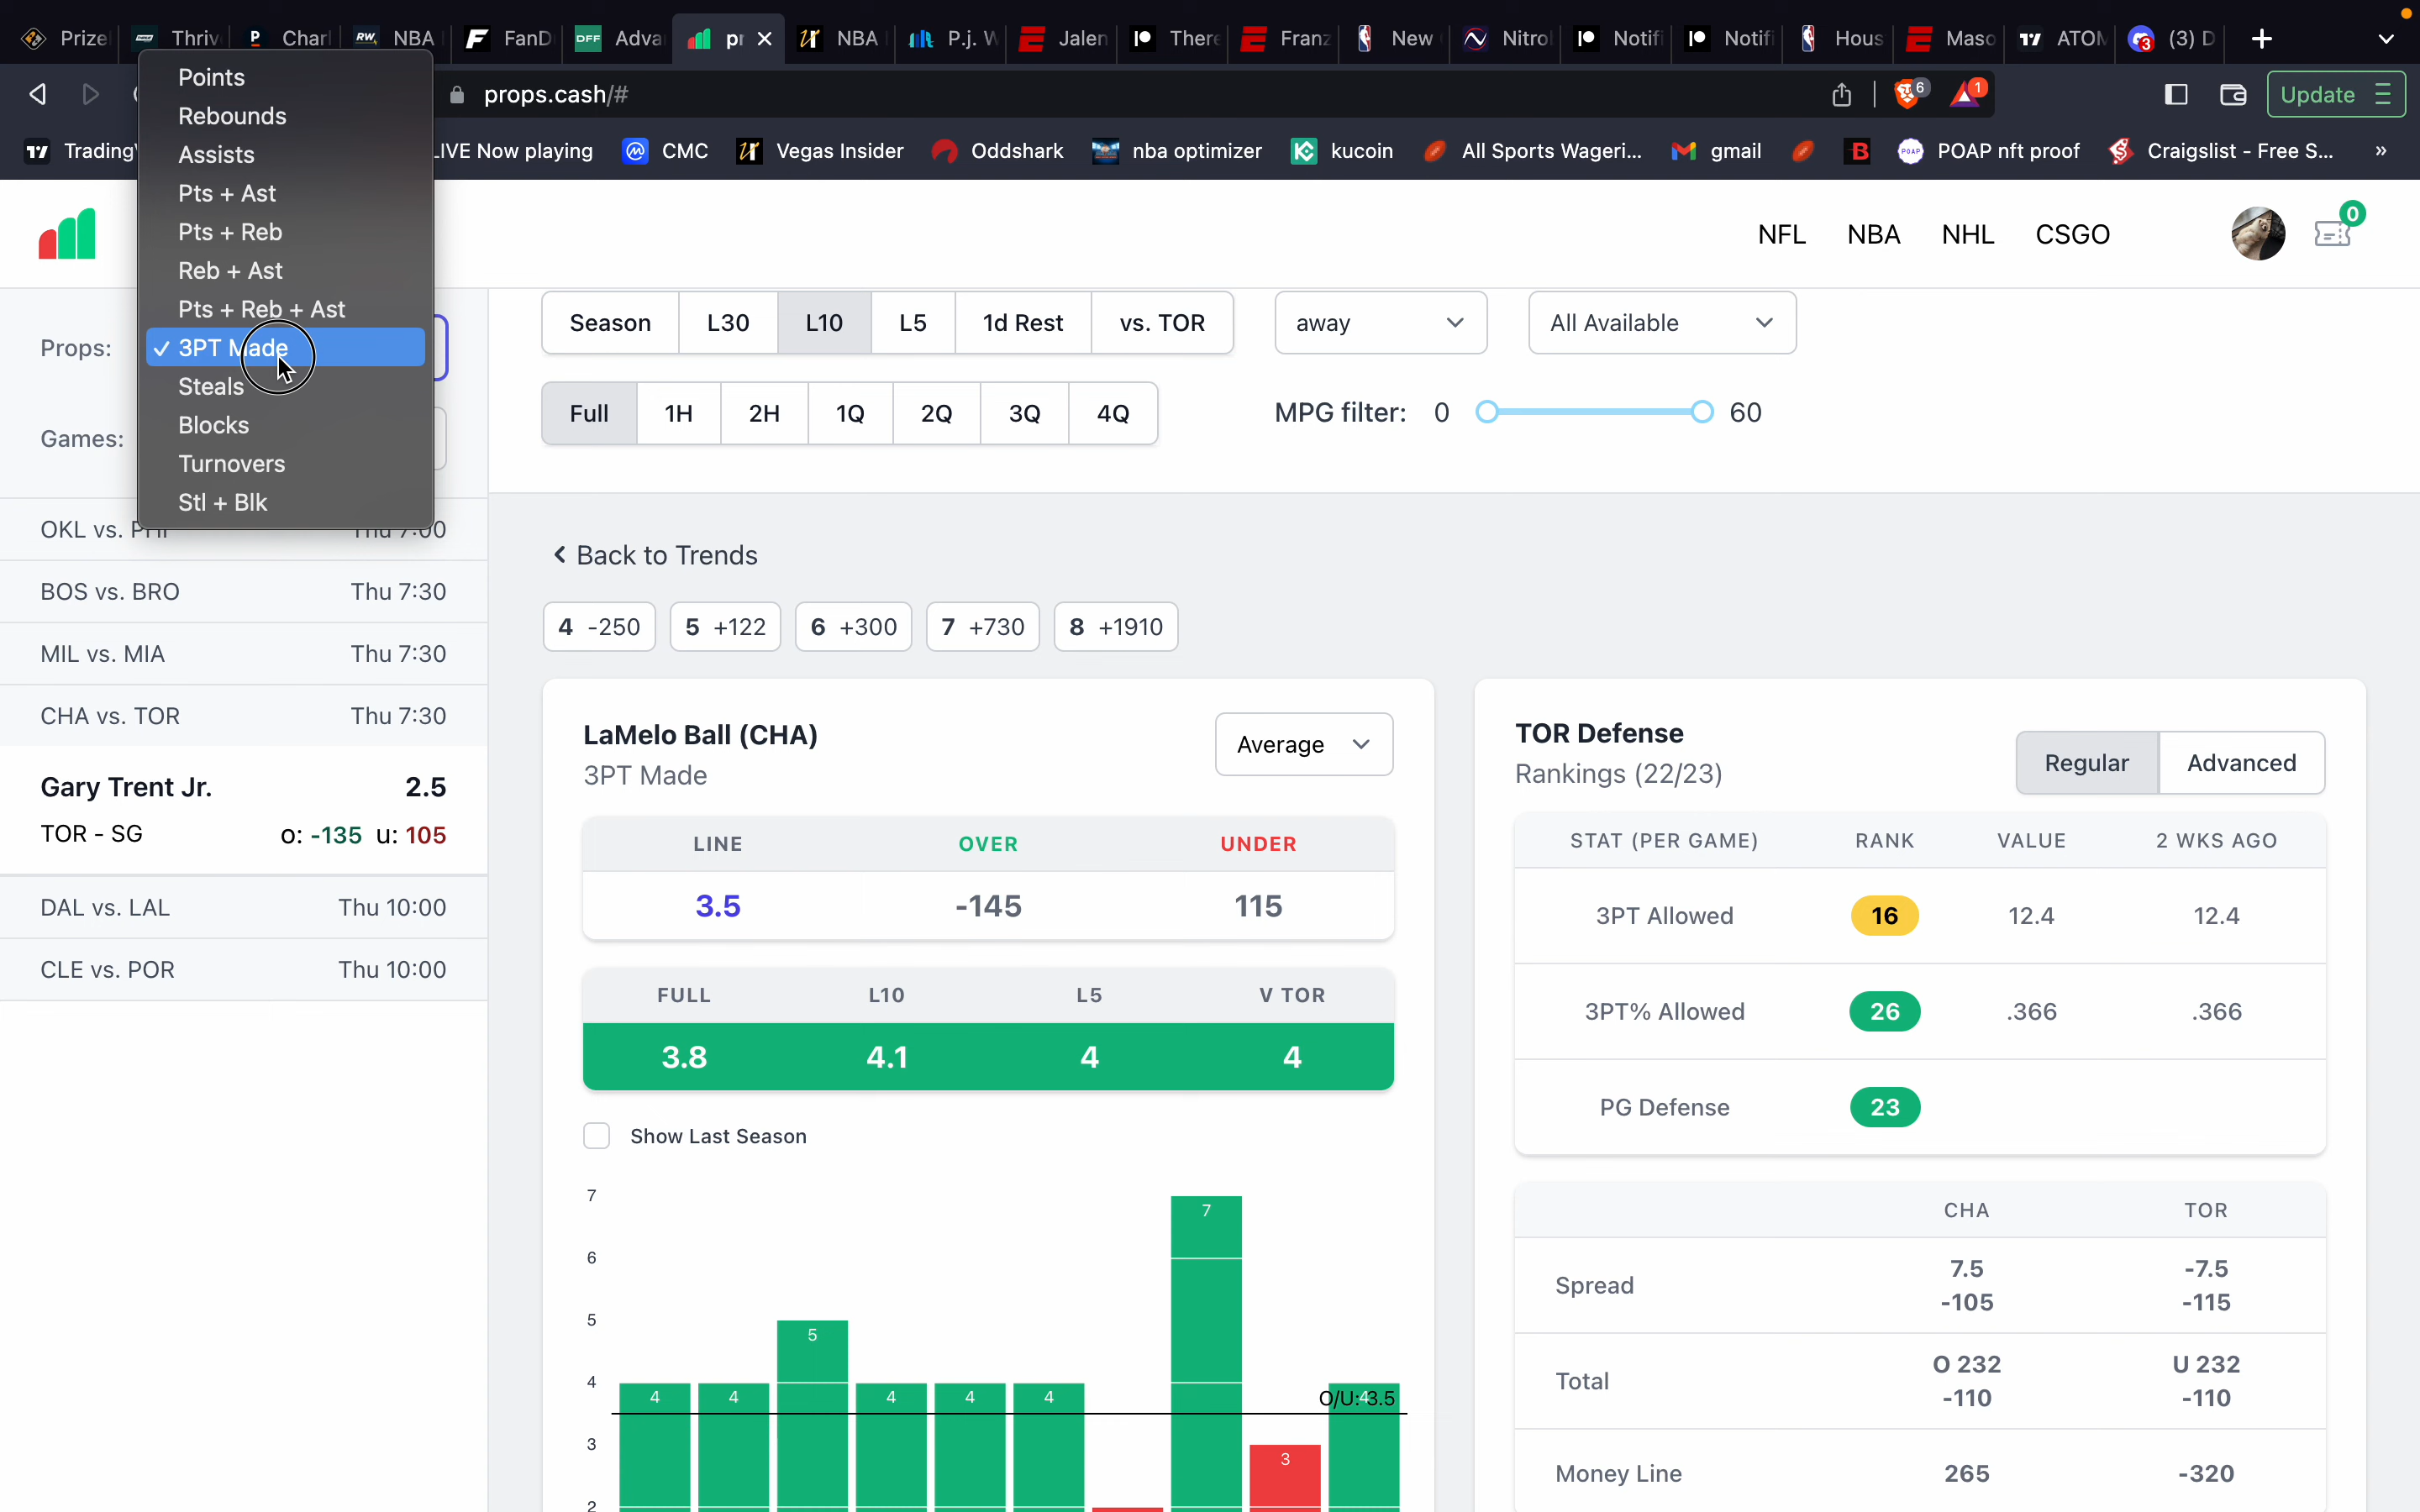 Prize Thriv Charl NBA FanD Adva pr NBA P.j. W Jalen There Franz New Nitro Notifi Notifi Hous Maso ATOM (3) D
props.cash/# 6 1 Update
Trading LIVE Now playing CMC Vegas Insider Oddshark nba optimizer kucoin All Sports Wageri... gmail POAP nft proof Craigslist - Free S... »
Points
Rebounds
Assists
Pts + Ast
Pts + Reb
Reb + Ast
Pts + Reb + Ast
✓ 3PT Made
Steals
Blocks
Turnovers
Stl + Blk
NFL NBA NHL CSGO 0
Props:
Games:
OKL vs. PHI Thu 7:00
BOS vs. BRO Thu 7:30
MIL vs. MIA Thu 7:30
CHA vs. TOR Thu 7:30
Gary Trent Jr. 2.5
TOR - SG o: -135 u: 105
DAL vs. LAL Thu 10:00
CLE vs. POR Thu 10:00
Season L30 L10 L5 1d Rest vs. TOR away All Available
Full 1H 2H 1Q 2Q 3Q 4Q MPG filter: 0 60
Back to Trends
4 -250 5 +122 6 +300 7 +730 8 +1910
LaMelo Ball (CHA)
3PT Made
Average
LINE OVER UNDER
3.5 -145 115
FULL L10 L5 V TOR
3.8 4.1 4 4
Show Last Season
7
6
5
4
3
2
4 4 5 4 4 4 7 3 4
O/U: 3.5
TOR Defense
Rankings (22/23)
Regular Advanced
STAT (PER GAME) RANK VALUE 2 WKS AGO
3PT Allowed 16 12.4 12.4
3PT% Allowed 26 .366 .366
PG Defense 23
CHA TOR
Spread 7.5 -7.5
-105 -115
Total O 232 U 232
-110 -110
Money Line 265 -320